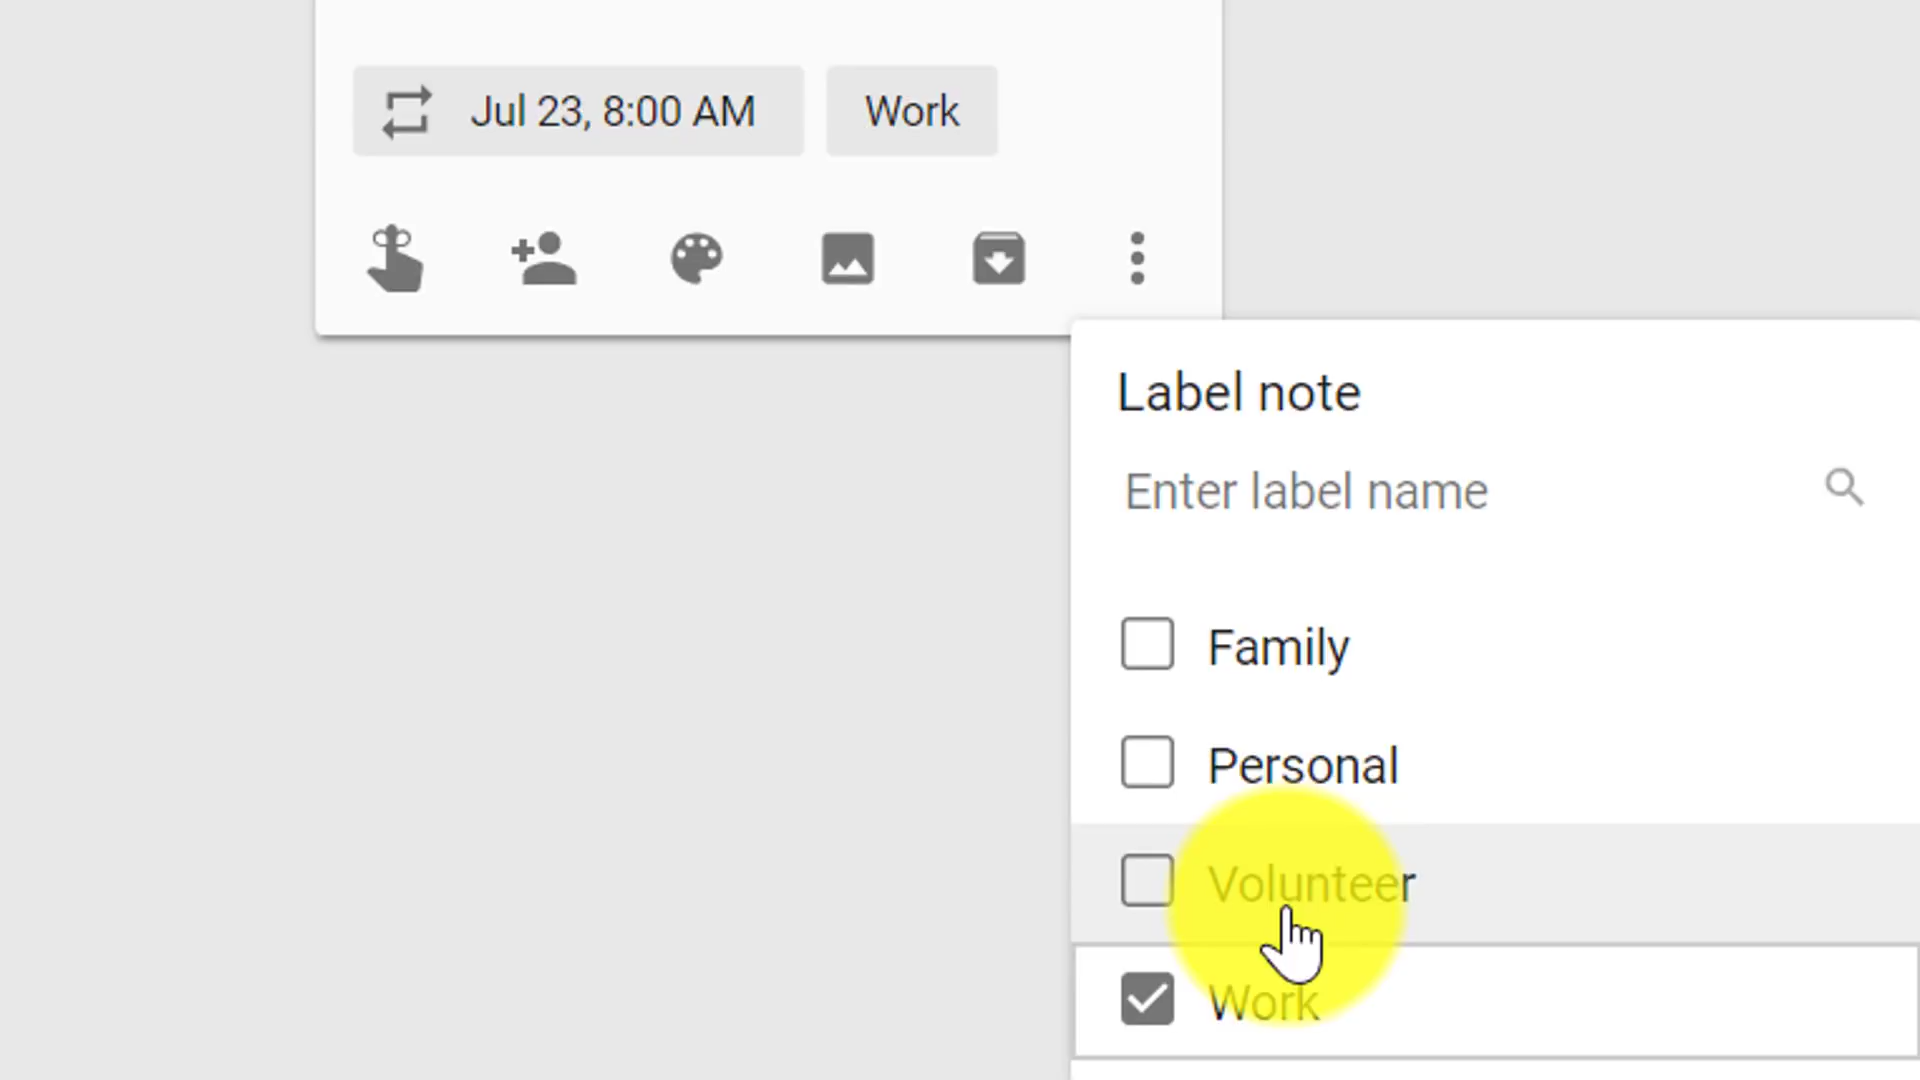 Jul 23, 8:00 AM Work
Label note
Enter label name
Family
Personal
Volunteer
Work